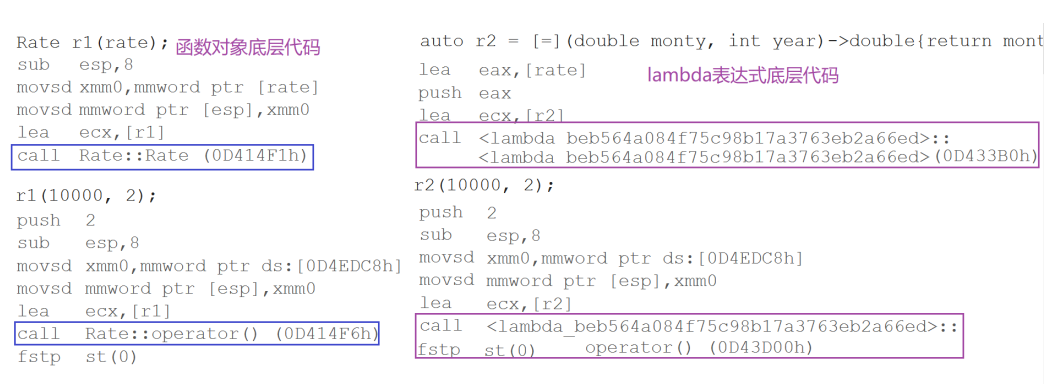 Rate r1(rate); 函数对象底层代码
sub esp,8
movsd xmm0,mmword ptr [rate]
movsd mmword ptr [esp],xmm0
lea ecx,[r1]
call Rate::Rate (0D414F1h)
r1(10000, 2);
push 2
sub esp,8
movsd xmm0,mmword ptr ds:[0D4EDC8h]
movsd mmword ptr [esp],xmm0
lea ecx,[r1]
call Rate::operator() (0D414F6h)
fstp st(0)
auto r2 = [=](double monty, int year)->double{return mont
lambda表达式底层代码
lea eax,[rate]
push eax
lea ecx,[r2]
call <lambda_beb564a084f75c98b17a3763eb2a66ed>::
<lambda_beb564a084f75c98b17a3763eb2a66ed>(0D433B0h)
r2(10000, 2);
push 2
sub esp,8
movsd xmm0,mmword ptr ds:[0D4EDC8h]
movsd mmword ptr [esp],xmm0
lea ecx,[r2]
call <lambda_beb564a084f75c98b17a3763eb2a66ed>::
fstp st(0) operator() (0D43D00h)